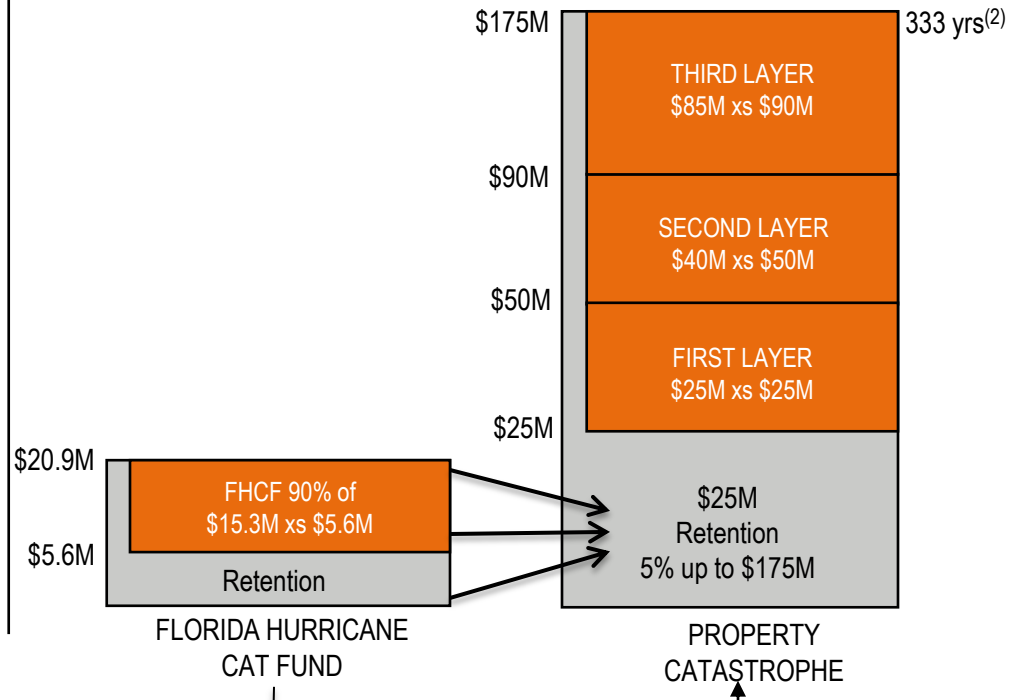 $175M
333 yrs(2)
THIRD LAYER
$85M xs $90M
$90M
SECOND LAYER
$40M xs $50M
$50M
FIRST LAYER
$25M xs $25M
$25M
$20.9M
FHCF 90% of
$15.3M xs $5.6M
$5.6M
Retention
$25M
Retention
5% up to $175M
FLORIDA HURRICANE
CAT FUND
PROPERTY
CATASTROPHE